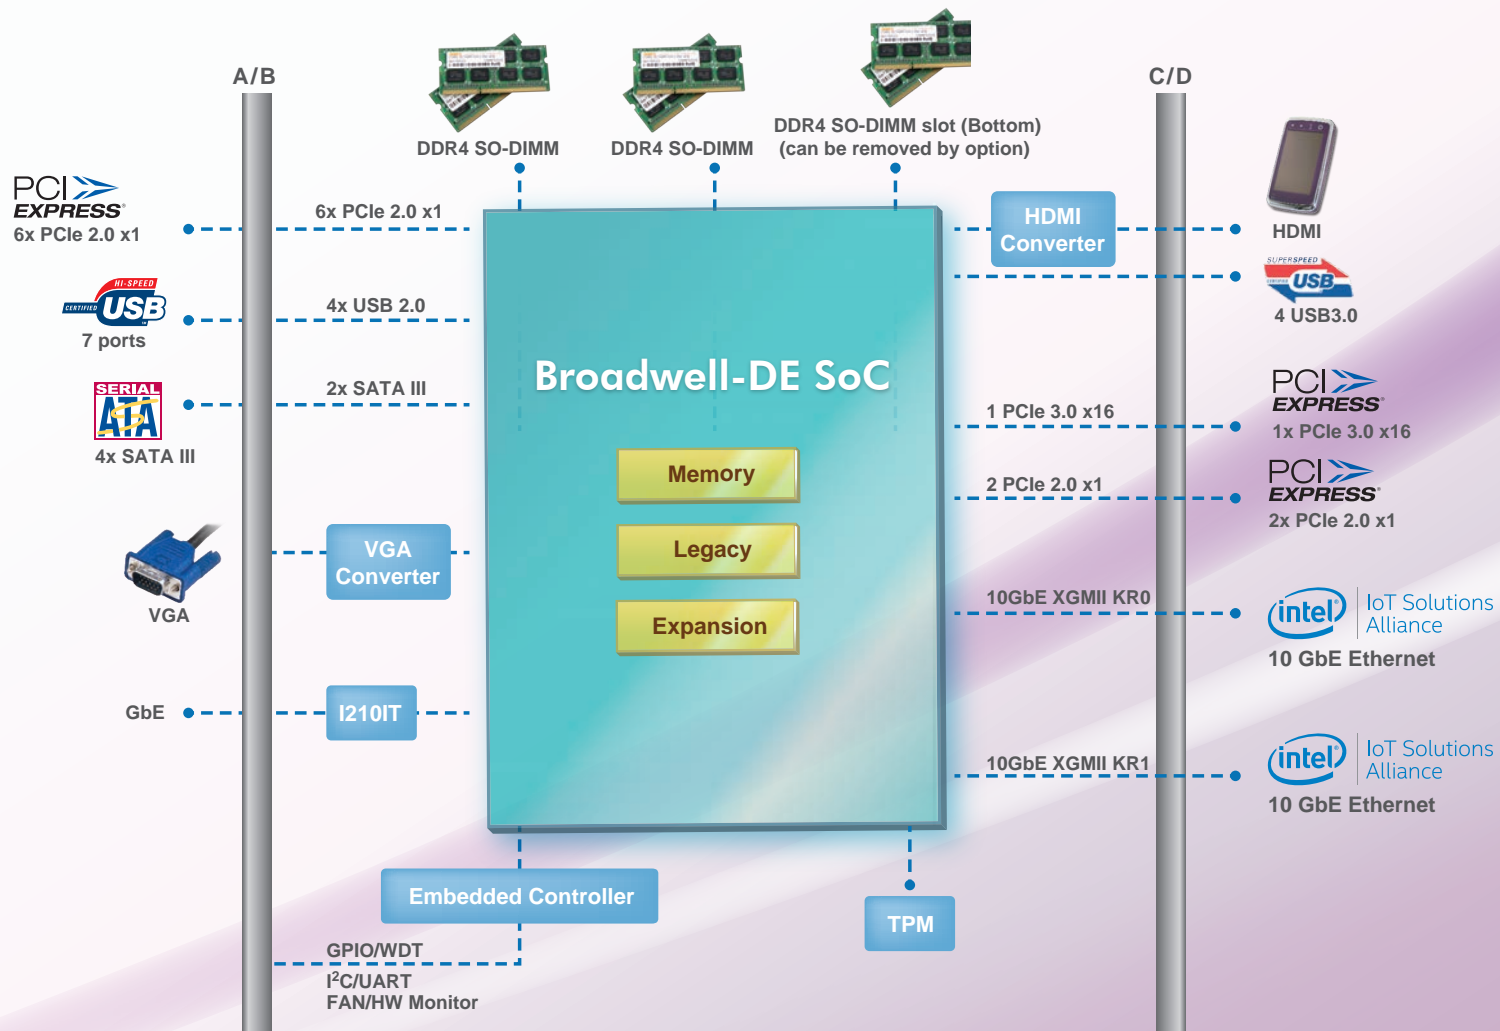 A/B
C/D
DDR4 SO-DIMM
DDR4 SO-DIMM
DDR4 SO-DIMM slot (Bottom)
(can be removed by option)
PCI
EXPRESS®
6x PCIe 2.0 x1
6x PCIe 2.0 x1
HI-SPEED
CERTIFIED USB
7 ports
4x USB 2.0
SERIAL
ATA
4x SATA III
2x SATA III
VGA
VGA
Converter
GbE
I210IT
Broadwell-DE SoC
Memory
Legacy
Expansion
HDMI
Converter
HDMI
SUPERSPEED
CERTIFIED USB
4 USB3.0
1 PCIe 3.0 x16
PCI
EXPRESS®
1x PCIe 3.0 x16
2 PCIe 2.0 x1
PCI
EXPRESS®
2x PCIe 2.0 x1
10GbE XGMII KR0
intel® IoT Solutions
Alliance
10 GbE Ethernet
10GbE XGMII KR1
intel® IoT Solutions
Alliance
10 GbE Ethernet
Embedded Controller
TPM
GPIO/WDT
I²C/UART
FAN/HW Monitor